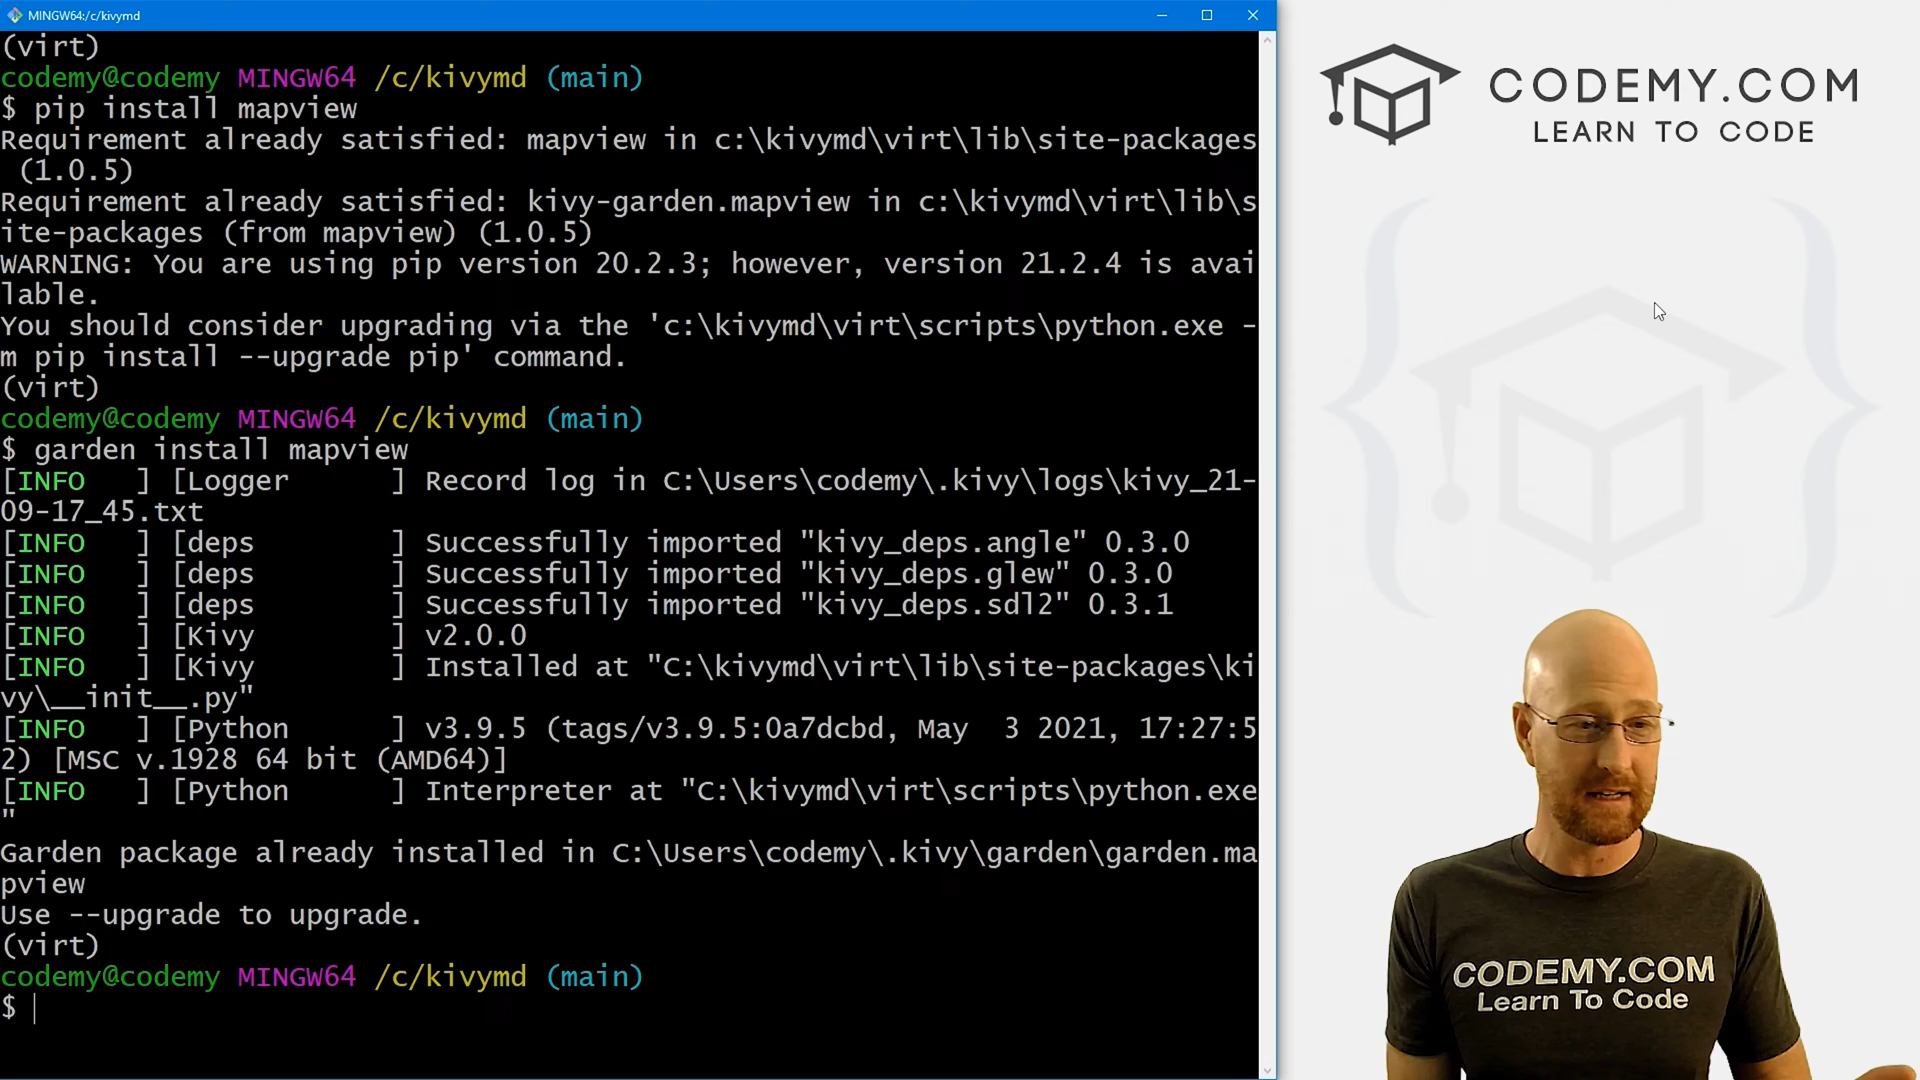 MINGW64:/c/kivymd
(virt)
codemy@codemy MINGW64 /c/kivymd (main)
$ pip install mapview
Requirement already satisfied: mapview in c:\kivymd\virt\lib\site-packages
(1.0.5)
Requirement already satisfied: kivy-garden.mapview in c:\kivymd\virt\lib\s
ite-packages (from mapview) (1.0.5)
WARNING: You are using pip version 20.2.3; however, version 21.2.4 is avai
lable.
You should consider upgrading via the 'c:\kivymd\virt\scripts\python.exe -
m pip install --upgrade pip' command.
(virt)
codemy@codemy MINGW64 /c/kivymd (main)
$ garden install mapview
[INFO   ] [Logger      ] Record log in C:\Users\codemy\.kivy\logs\kivy_21-
09-17_45.txt
[INFO   ] [deps        ] Successfully imported "kivy_deps.angle" 0.3.0
[INFO   ] [deps        ] Successfully imported "kivy_deps.glew" 0.3.0
[INFO   ] [deps        ] Successfully imported "kivy_deps.sdl2" 0.3.1
[INFO   ] [Kivy        ] v2.0.0
[INFO   ] [Kivy        ] Installed at "C:\kivymd\virt\lib\site-packages\ki
vy\__init__.py"
[INFO   ] [Python      ] v3.9.5 (tags/v3.9.5:0a7dcbd, May  3 2021, 17:27:5
2) [MSC v.1928 64 bit (AMD64)]
[INFO   ] [Python      ] Interpreter at "C:\kivymd\virt\scripts\python.exe
"
Garden package already installed in C:\Users\codemy\.kivy\garden\garden.ma
pview
Use --upgrade to upgrade.
(virt)
codemy@codemy MINGW64 /c/kivymd (main)
$
CODEMY.COM
LEARN TO CODE
CODEMY.COM
Learn To Code